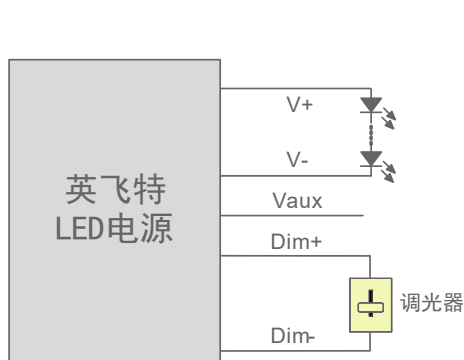 英飞特
LED电源
V+
V-
Vaux
Dim+
Dim-
调光器